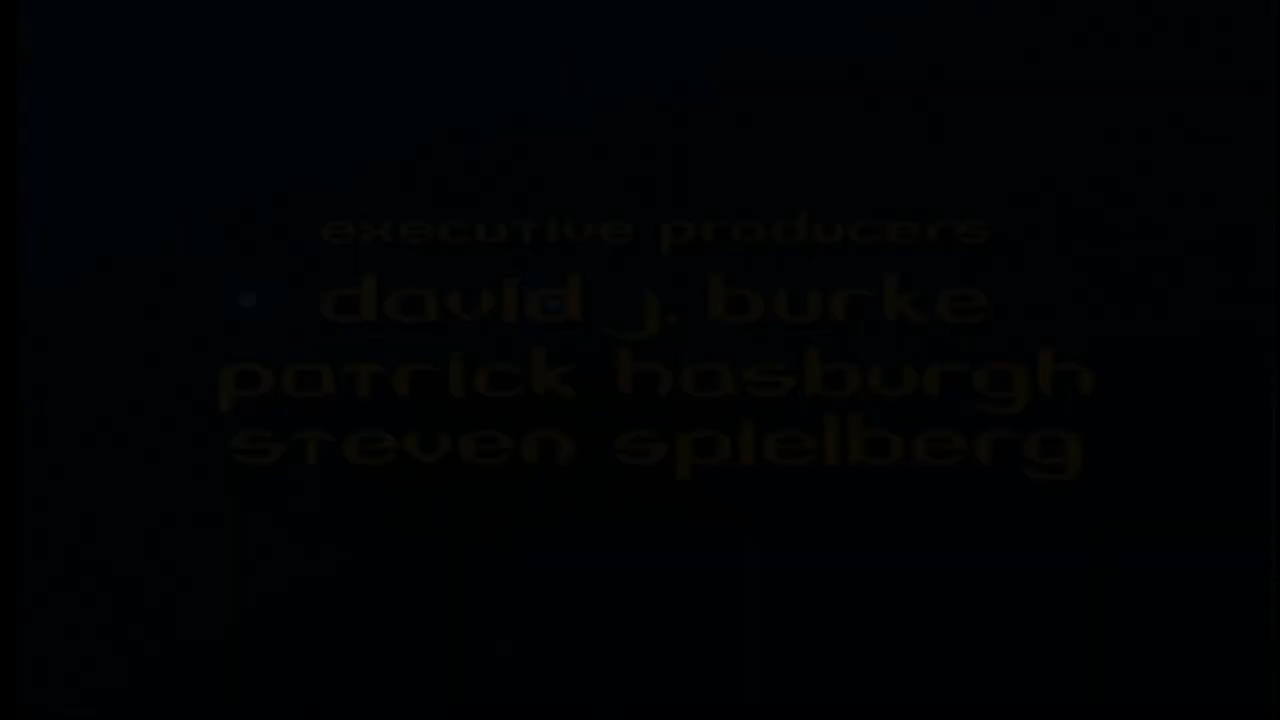 executive producers
david j. burke
patrick hasburgh
steven spielberg